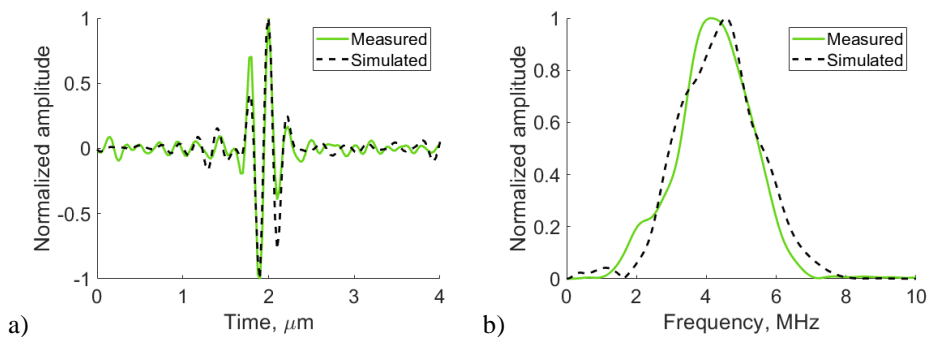 Normalized amplitude
1
0.5
0
-0.5
-1
0
1
2
3
4
Time, μm
Measured
Simulated
a)
Normalized amplitude
1
0.8
0.6
0.4
0.2
0
0
2
4
6
8
10
Frequency, MHz
Measured
Simulated
b)